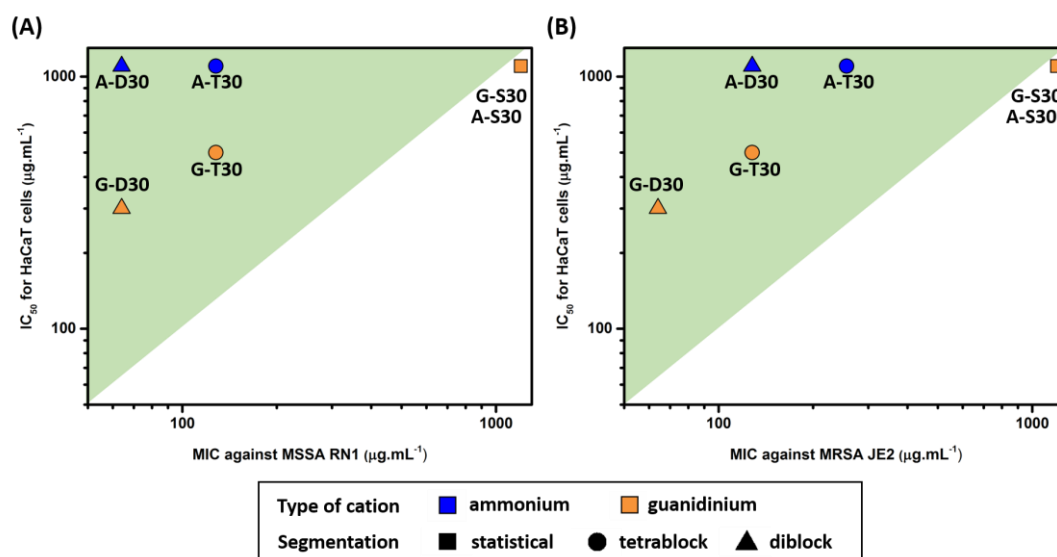 (A)
1000
100
IC50 for HaCaT cells (μg.mL-1)
A-D30
A-T30
G-S30
A-S30
G-D30
G-T30
100
1000
MIC against MSSA RN1 (μg.mL-1)
(B)
1000
100
IC50 for HaCaT cells (μg.mL-1)
A-D30
A-T30
G-S30
A-S30
G-D30
G-T30
100
1000
MIC against MRSA JE2 (μg.mL-1)
Type of cation ammonium guanidinium
Segmentation statistical tetrablock diblock